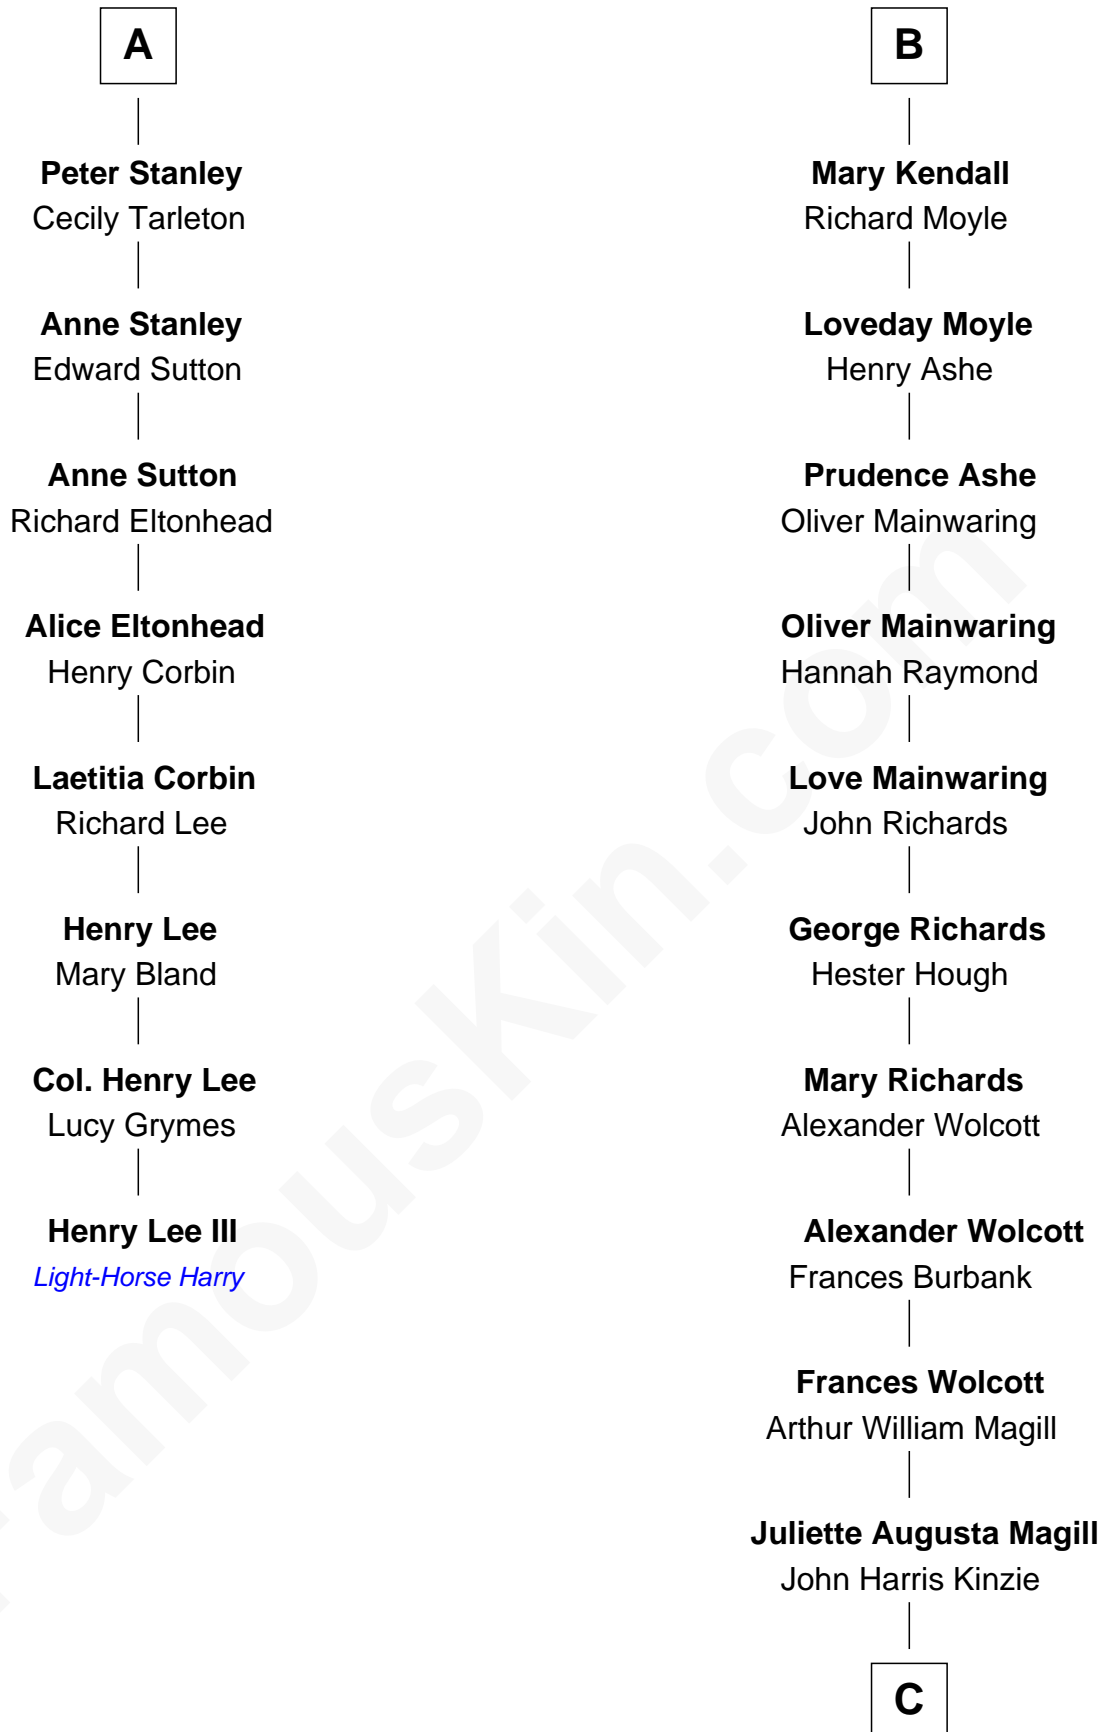 A
Peter Stanley
Cecily Tarleton
Anne Stanley
Edward Sutton
Anne Sutton
Richard Eltonhead
Alice Eltonhead
Henry Corbin
Laetitia Corbin
Richard Lee
Henry Lee
Mary Bland
Col. Henry Lee
Lucy Grymes
Henry Lee III
Light-Horse Harry
B
Mary Kendall
Richard Moyle
Loveday Moyle
Henry Ashe
Prudence Ashe
Oliver Mainwaring
Oliver Mainwaring
Hannah Raymond
Love Mainwaring
John Richards
George Richards
Hester Hough
Mary Richards
Alexander Wolcott
Alexander Wolcott
Frances Burbank
Frances Wolcott
Arthur William Magill
Juliette Augusta Magill
John Harris Kinzie
C
FamousKin.com